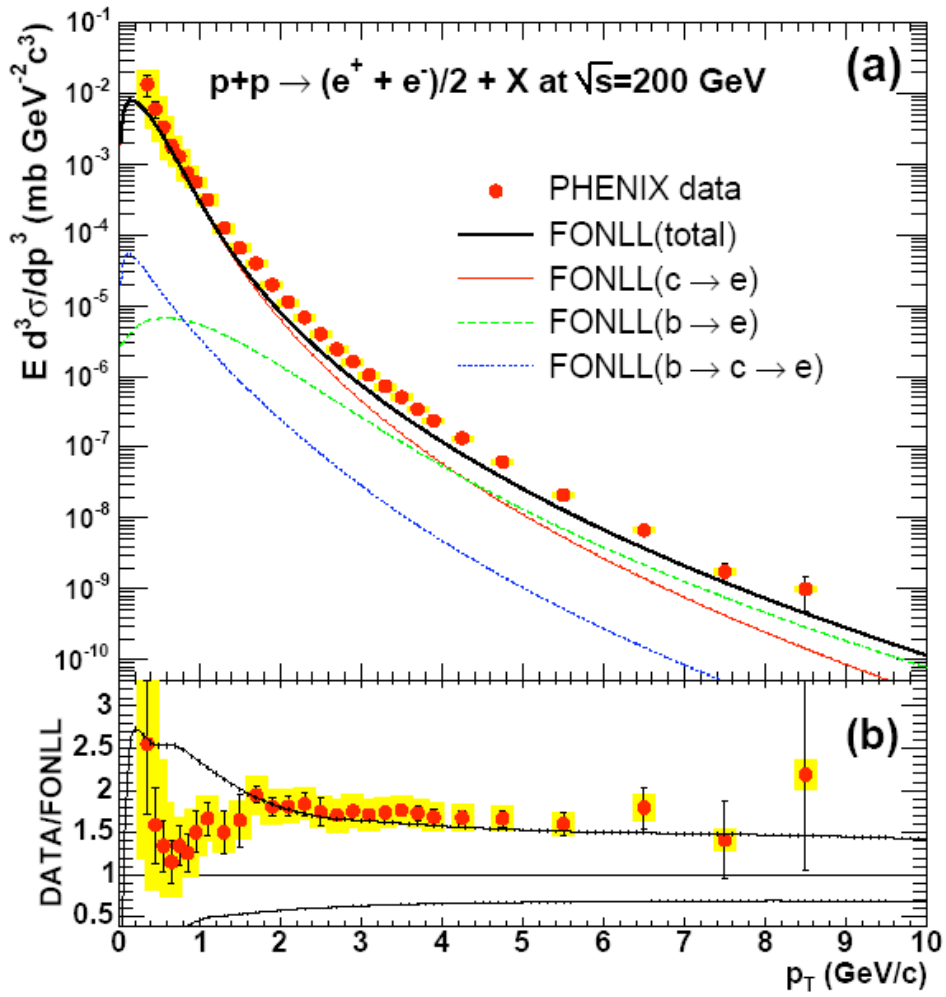 (a)
p+p → (e⁺ + e⁻)/2 + X at √s=200 GeV
PHENIX data
FONLL(total)
FONLL(c → e)
FONLL(b → e)
FONLL(b → c → e)
E d³σ/dp³ (mb GeV⁻²c³)
10⁻¹
10⁻²
10⁻³
10⁻⁴
10⁻⁵
10⁻⁶
10⁻⁷
10⁻⁸
10⁻⁹
10⁻¹⁰
(b)
DATA/FONLL
3
2.5
2
1.5
1
0.5
0 1 2 3 4 5 6 7 8 9 10
p_T (GeV/c)